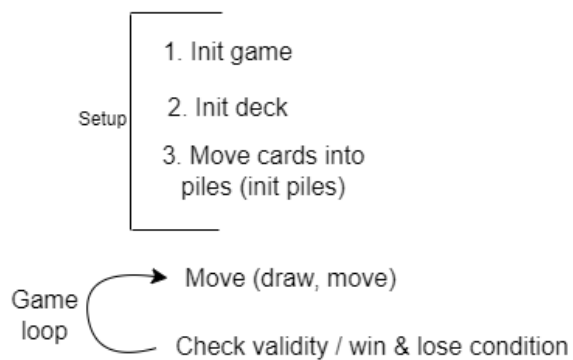 1. Init game
Setup
2. Init deck
3. Move cards into
piles (init piles)
Game
loop
Move (draw, move)
Check validity / win & lose condition